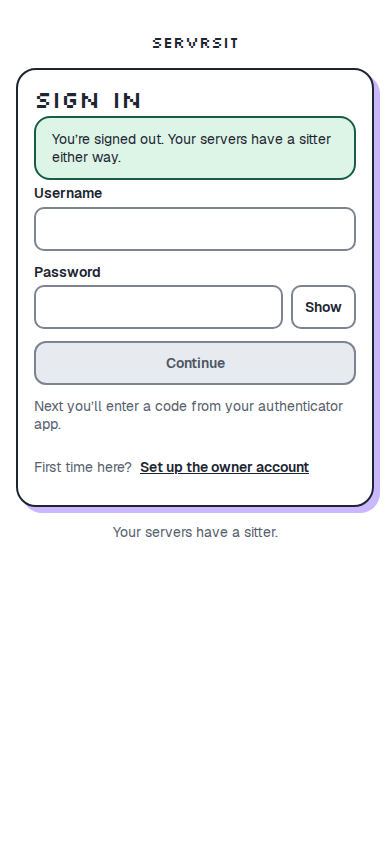 SERVRSIT
SIGN IN
You're signed out. Your servers have a sitter
either way.
Username
Password
Show
Continue
Next you'll enter a code from your authenticator
app.
First time here? Set up the owner account
Your servers have a sitter.